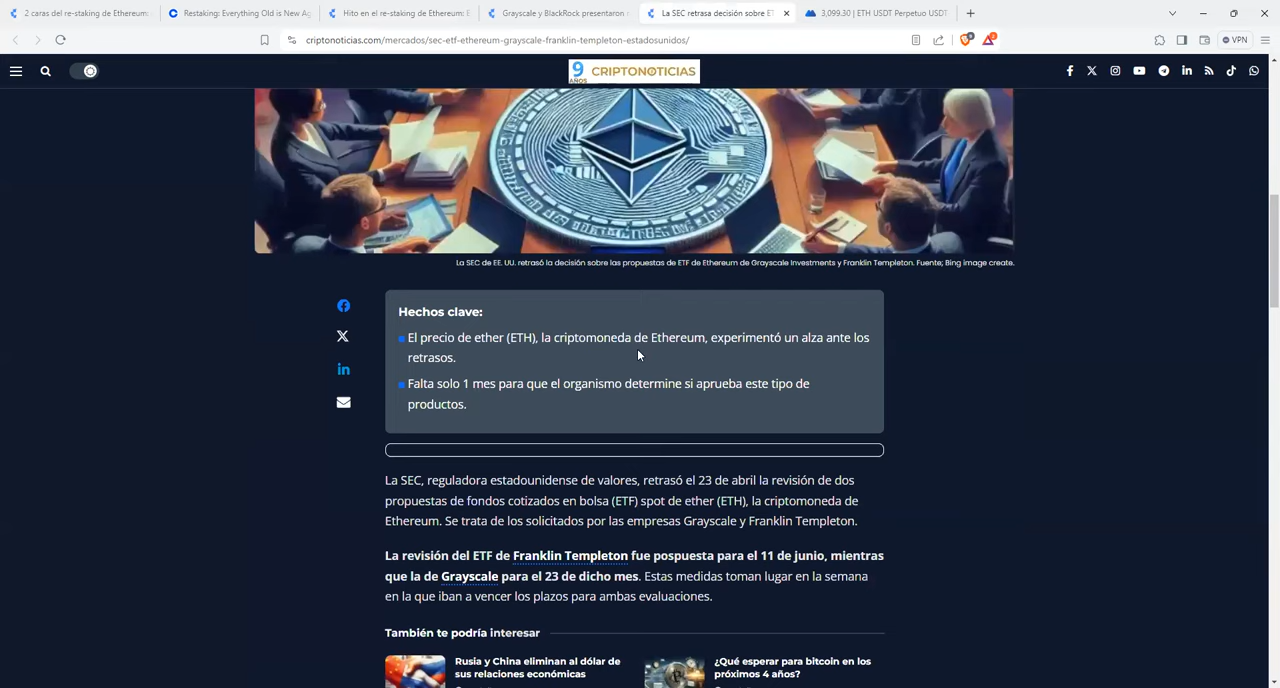 2 caras del re-staking de Ethereum:
Restaking: Everything Old is New Ag
Hito en el re-staking de Ethereum: E
Grayscale y BlackRock presentaron
La SEC retrasa decisión sobre ET
3,099.30 | ETH USDT Perpetuo USDT
criptonoticias.com/mercados/sec-etf-ethereum-grayscale-franklin-templeton-estadounidos/
VPN
9 AÑOS CRIPTONOTICIAS
La SEC de EE. UU. retrasó la decisión sobre las propuestas de ETF de Ethereum de Grayscale Investments y Franklin Templeton. Fuente; Bing image create.
Hechos clave:
El precio de ether (ETH), la criptomoneda de Ethereum, experimentó un alza ante los
retrasos.
Falta solo 1 mes para que el organismo determine si aprueba este tipo de
productos.
La SEC, reguladora estadounidense de valores, retrasó el 23 de abril la revisión de dos
propuestas de fondos cotizados en bolsa (ETF) spot de ether (ETH), la criptomoneda de
Ethereum. Se trata de los solicitados por las empresas Grayscale y Franklin Templeton.
La revisión del ETF de Franklin Templeton fue pospuesta para el 11 de junio, mientras
que la de Grayscale para el 23 de dicho mes. Estas medidas toman lugar en la semana
en la que iban a vencer los plazos para ambas evaluaciones.
También te podría interesar
Rusia y China eliminan al dólar de
sus relaciones económicas
¿Qué esperar para bitcoin en los
próximos 4 años?